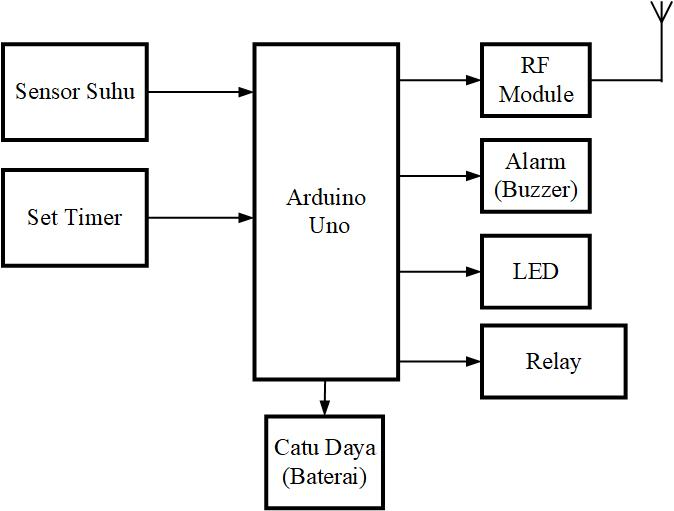 Sensor Suhu
Set Timer
Arduino
Uno
RF
Module
Alarm
(Buzzer)
LED
Relay
Catu Daya
(Baterai)